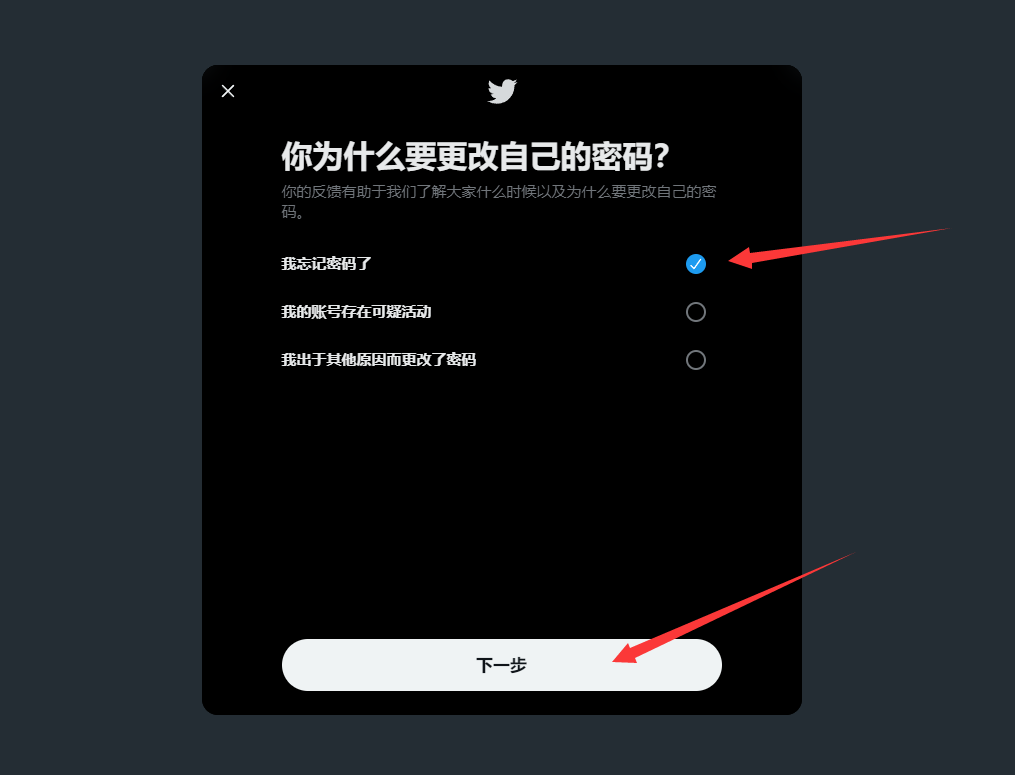 你为什么要更改自己的密码？
你的反馈有助于我们了解大家什么时候以及为什么要更改自己的密
码。
我忘记密码了
我的账号存在可疑活动
我出于其他原因而更改了密码
下一步